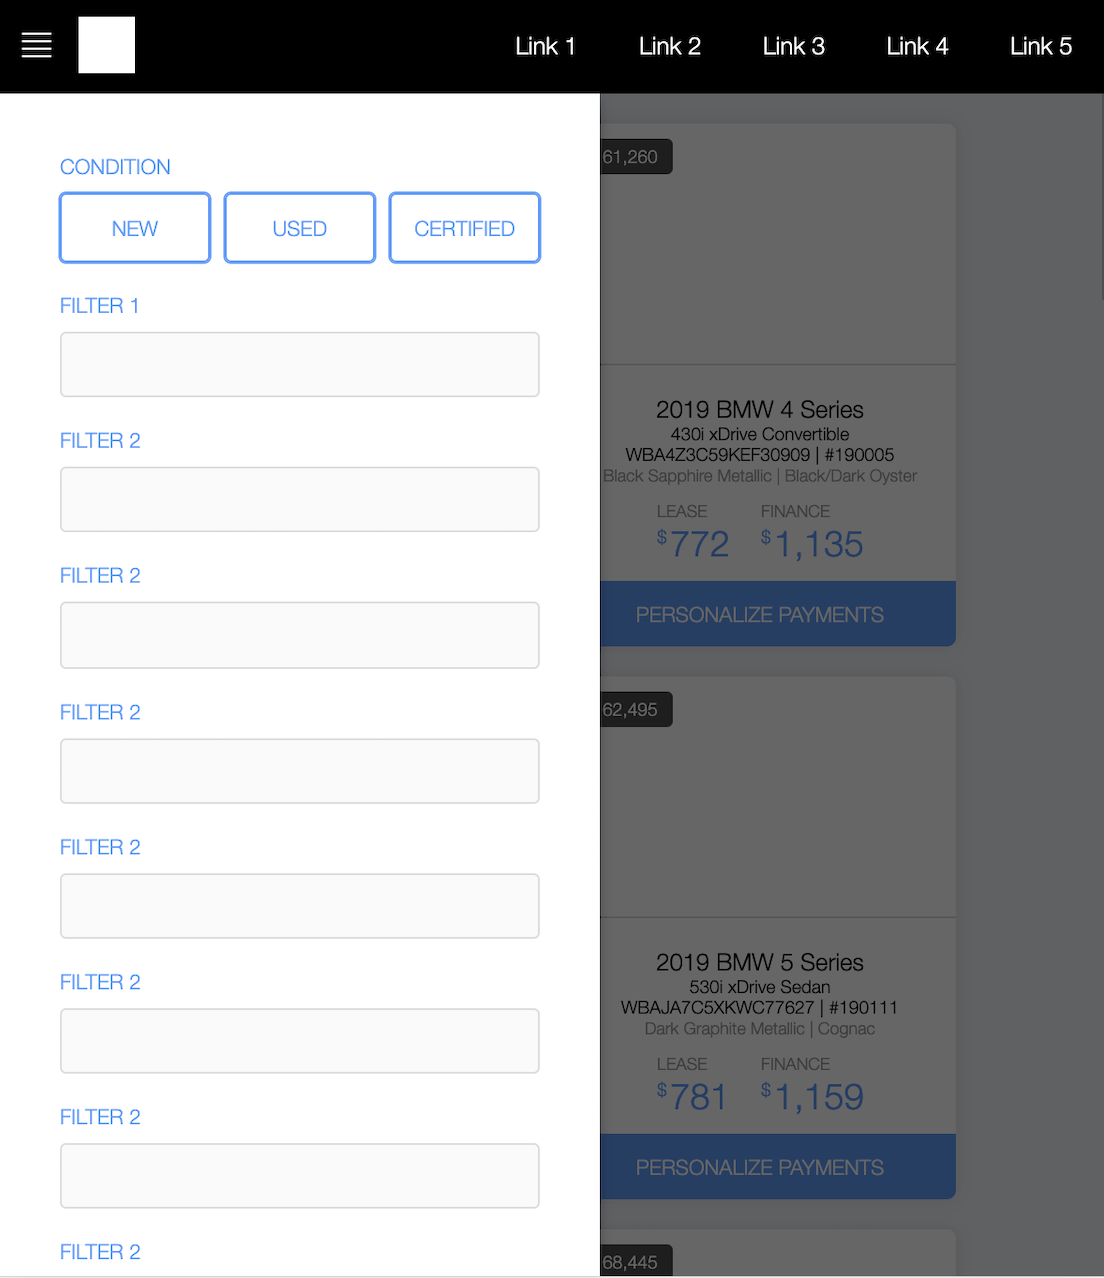 Link 1 Link 2 Link 3 Link 4 Link 5
CONDITION
NEW USED CERTIFIED
FILTER 1
FILTER 2
FILTER 2
FILTER 2
FILTER 2
FILTER 2
FILTER 2
FILTER 2
61,260
2019 BMW 4 Series
430i xDrive Convertible
WBA4Z3C59KEF30909 | #190005
Black Sapphire Metallic | Black/Dark Oyster
LEASE FINANCE
$772 $1,135
PERSONALIZE PAYMENTS
62,495
2019 BMW 5 Series
530i xDrive Sedan
WBAJA7C5XKWC77627 | #190111
Dark Graphite Metallic | Cognac
LEASE FINANCE
$781 $1,159
PERSONALIZE PAYMENTS
68,445